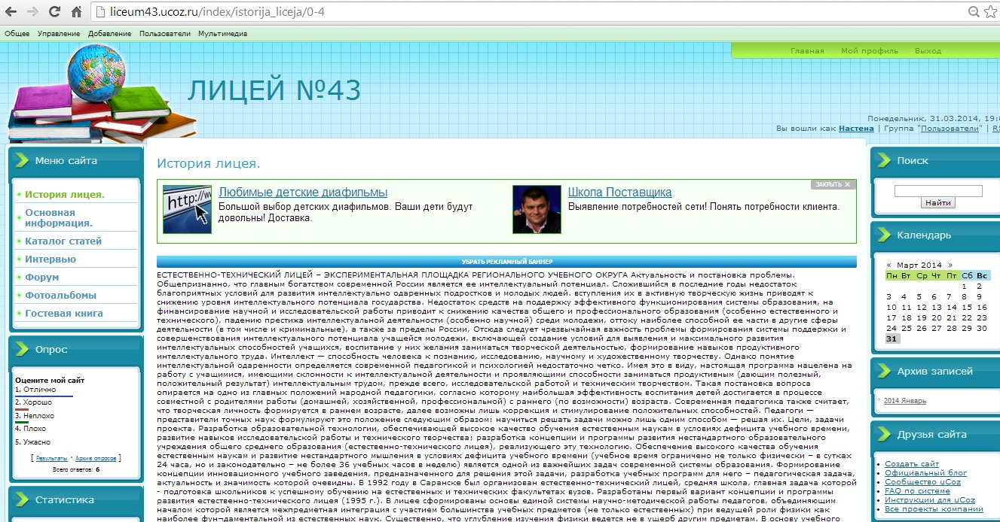 liceum43.ucoz.ru/index/istorija_liceja/0-4
Общее Управление Добавление Пользователи Мультимедиа
Главная Мой профиль Выход
ЛИЦЕЙ №43
Понедельник, 31.03.2014, 19:
Вы вошли как Настена | Группа "Пользователи" |
Меню сайта
История лицея.
Основная
информация.
Каталог статей
Интервью
Форум
Фотоальбомы
Гостевая книга
Опрос
Оцените мой сайт
1. Отлично
2. Хорошо
3. Неплохо
4. Плохо
5. Ужасно
[ Результаты · Архив опросов ]
Всего ответов: 6
Статистика
История лицея.
ЗАКРЫТЬ ✕
http://w
Любимые детские диафильмы
Большой выбор детских диафильмов. Ваши дети будут
довольны! Доставка.
Школа Поставщика
Выявление потребностей сети! Понять потребности клиента.
УБРАТЬ РЕКЛАМНЫЙ БАННЕР
ЕСТЕСТВЕННО-ТЕХНИЧЕСКИЙ ЛИЦЕЙ – ЭКСПЕРИМЕНТАЛЬНАЯ ПЛОЩАДКА РЕГИОНАЛЬНОГО УЧЕБНОГО ОКРУГА Актуальность и постановка проблемы.
Общепризнанно, что главным богатством современной России является ее интеллектуальный потенциал. Сложившийся в последние годы недостаток
благоприятных условий для развития интеллектуально одаренных подростков и молодых людей. вступления их в активную творческую жизнь приводят к
снижению уровня интеллектуального потенциала государства. Недостаток средств на поддержку эффективного функционирования системы образования, на
финансирование научной и исследовательской работы приводит к снижению качества общего и профессионального образования (особенно естественного и
технического), падению престижа интеллектуальной деятельности (особенно научной) среди молодежи, оттоку наиболее способной ее части в другие сферы
деятельности (в том числе и криминальные), а также за пределы России, Отсюда следует чрезвычайная важность проблемы формирования системы поддержки и
совершенствования интеллектуального потенциала учащейся молодежи, включающей создание условий для выявления и максимального развития
интеллектуальных способностей учащихся, воспитание у них желания заниматься творческой деятельностью, формирование навыков продуктивного
интеллектуального труда. Интеллект — способность человека к познанию, исследованию, научному и художественному творчеству. Однако понятие
интеллектуальной одаренности определяется современной педагогикой и психологией недостаточно четко. Имея это в виду, настоящая программа нацелена на
работу с учащимися, имеющими склонности к интеллектуальной деятельности и проявляющими способности заниматься продуктивным (дающим полезный,
положительный результат) интеллектуальным трудом, прежде всего, исследовательской работой и техническим творчеством. Такая постановка вопроса
опирается на одно из главных положений народной педагогики, согласно которому наибольшая эффективность воспитания детей достигается в процессе
совместной с родителями работы (домашней, хозяйственной, профессиональной) с раннего (по возможности) возраста. Современная педагогика также считает,
что творческая личность формируется в раннем возрасте, далее возможны лишь коррекция и стимулирование положительных способностей. Педагоги —
представители точных наук формулируют это положение следующим образом: научиться решать задачи можно лишь одним способом — решая их. Цели, задачи
проекта. Разработка образовательной технологии, обеспечивающей высокое качество обучения естественным наукам в условиях дефицита учебного времени,
развитие навыков исследовательской работы и технического творчества; разработка концепции и программы развития нестандартного образовательного
учреждения общего среднего образования (естественно-технического лицея), реализующего эту технологию. Обеспечение высокого качества обучения
естественным наукам и развитие нестандартного мышления в условиях дефицита учебного времени (учебное время ограничено не только физически – в сутках
24 часа, но и законодательно – не более 36 учебных часов в неделю) является одной из важнейших задач современной системы образования. Формирование
концепции инновационного учебного заведения, предназначенного для решения этой задачи, разработка учебных программ для него – педагогическая задача,
актуальность и значимость которой очевидны. В 1992 году в Саранске был организован естественно-технический лицей, средняя школа, главная задача которой
- подготовка школьников к успешному обучению на естественных и технических факультетах вузов. Разработаны первый вариант концепции и программы
развития естественно-технического лицея (1995 г.). В лицее сформированы основы единой системы научно-методической работы педагогов, объединяющим
началом которой является межпредметная интеграция с участием большинства учебных предметов (не только естественных) при ведущей роли физики как
наиболее фун¬даментальной из естественных наук. Существенно, что углубление изучения физики ведется не в ущерб другим предметам. В основу учебного
Поиск
Найти
Календарь
« Март 2014 »
Пн Вт Ср Чт Пт Сб Вс
1 2
3 4 5 6 7 8 9
10 11 12 13 14 15 16
17 18 19 20 21 22 23
24 25 26 27 28 29 30
31
Архив записей
2014 Январь
Друзья сайта
Создать сайт
Официальный блог
Сообщество uCoz
FAQ по системе
Инструкции для uCoz
Все проекты компании